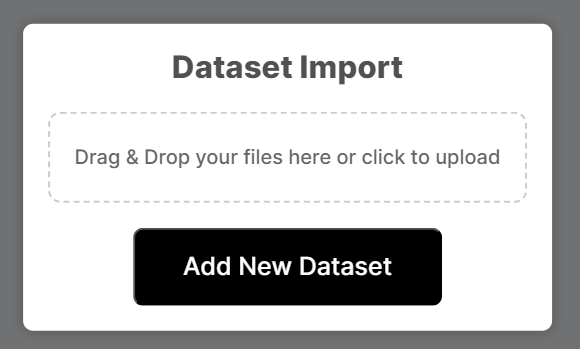 Dataset Import
Drag & Drop your files here or click to upload
Add New Dataset